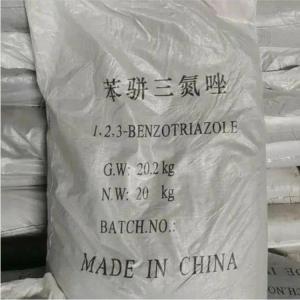 苯骈三氮唑
1、2,3-BENZOTRIAZOLE
G.W: 20.2 kg
N.W: 20 kg
BATCH.NO.:
MADE IN CHINA